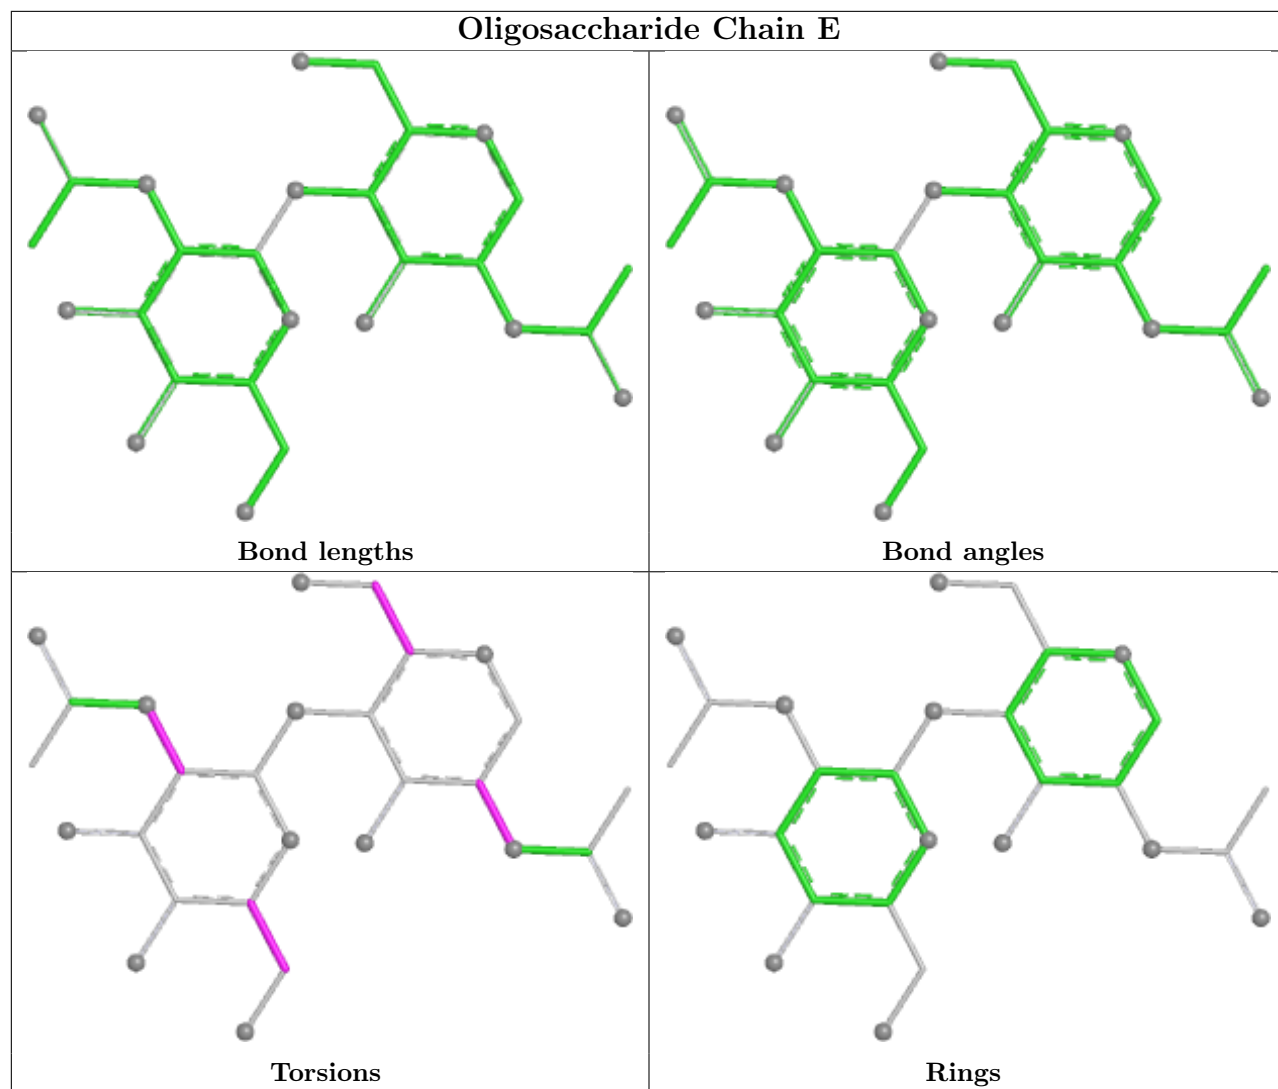 Oligosaccharide Chain E
Bond lengths
Bond angles
Torsions
Rings